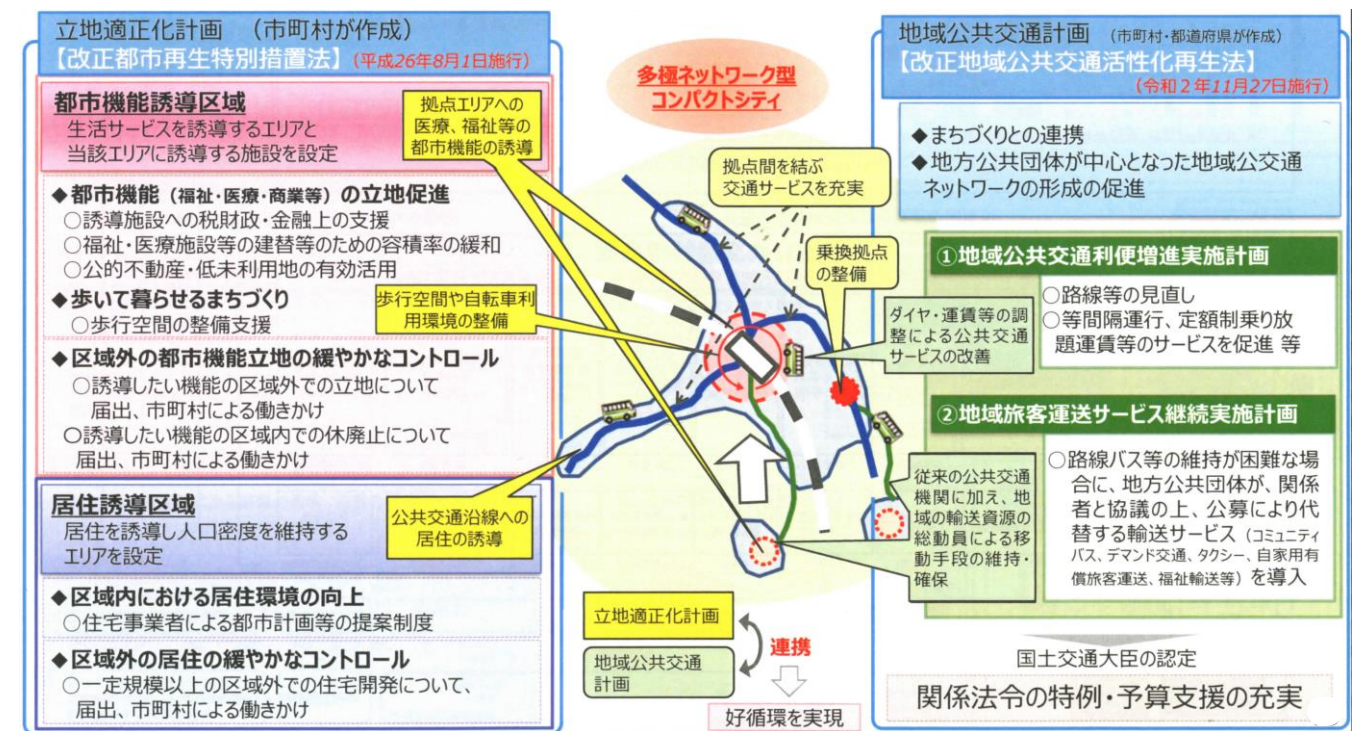 立地適正化計画 （市町村が作成）
【改正都市再生特別措置法】（平成26年8月1日施行）
都市機能誘導区域
生活サービスを誘導するエリアと
当該エリアに誘導する施設を設定
◆都市機能（福祉・医療・商業等）の立地促進
○誘導施設への税財政・金融上の支援
○福祉・医療施設等の建替等のための容積率の緩和
○公的不動産・低未利用地の有効活用
◆歩いて暮らせるまちづくり
○歩行空間の整備支援
◆区域外の都市機能立地の緩やかなコントロール
○誘導したい機能の区域外での立地について
届出、市町村による働きかけ
○誘導したい機能の区域内での休廃止について
届出、市町村による働きかけ
居住誘導区域
居住を誘導し人口密度を維持する
エリアを設定
◆区域内における居住環境の向上
○住宅事業者による都市計画等の提案制度
◆区域外の居住の緩やかなコントロール
○一定規模以上の区域外での住宅開発について、
届出、市町村による働きかけ
多極ネットワーク型
コンパクトシティ
拠点エリアへの
医療、福祉等の
都市機能の誘導
拠点間を結ぶ
交通サービスを充実
乗換拠点
の整備
歩行空間や自転車利
用環境の整備
ダイヤ・運賃等の調
整による公共交通
サービスの改善
公共交通沿線への
居住の誘導
従来の公共交通
機関に加え、地
域の輸送資源の
総動員による移
動手段の維持・
確保
立地適正化計画
連携
地域公共交通
計画
好循環を実現
地域公共交通計画 （市町村・都道府県が作成）
【改正地域公共交通活性化再生法】
（令和２年11月27日施行）
◆まちづくりとの連携
◆地方公共団体が中心となった地域公交通
ネットワークの形成の促進
①地域公共交通利便増進実施計画
○路線等の見直し
○等間隔運行、定額制乗り放
題運賃等のサービスを促進 等
②地域旅客運送サービス継続実施計画
○路線バス等の維持が困難な場
合に、地方公共団体が、関係
者と協議の上、公募により代
替する輸送サービス（コミュニティ
バス、デマンド交通、タクシー、自家用有
償旅客運送、福祉輸送等）を導入
国土交通大臣の認定
関係法令の特例・予算支援の充実